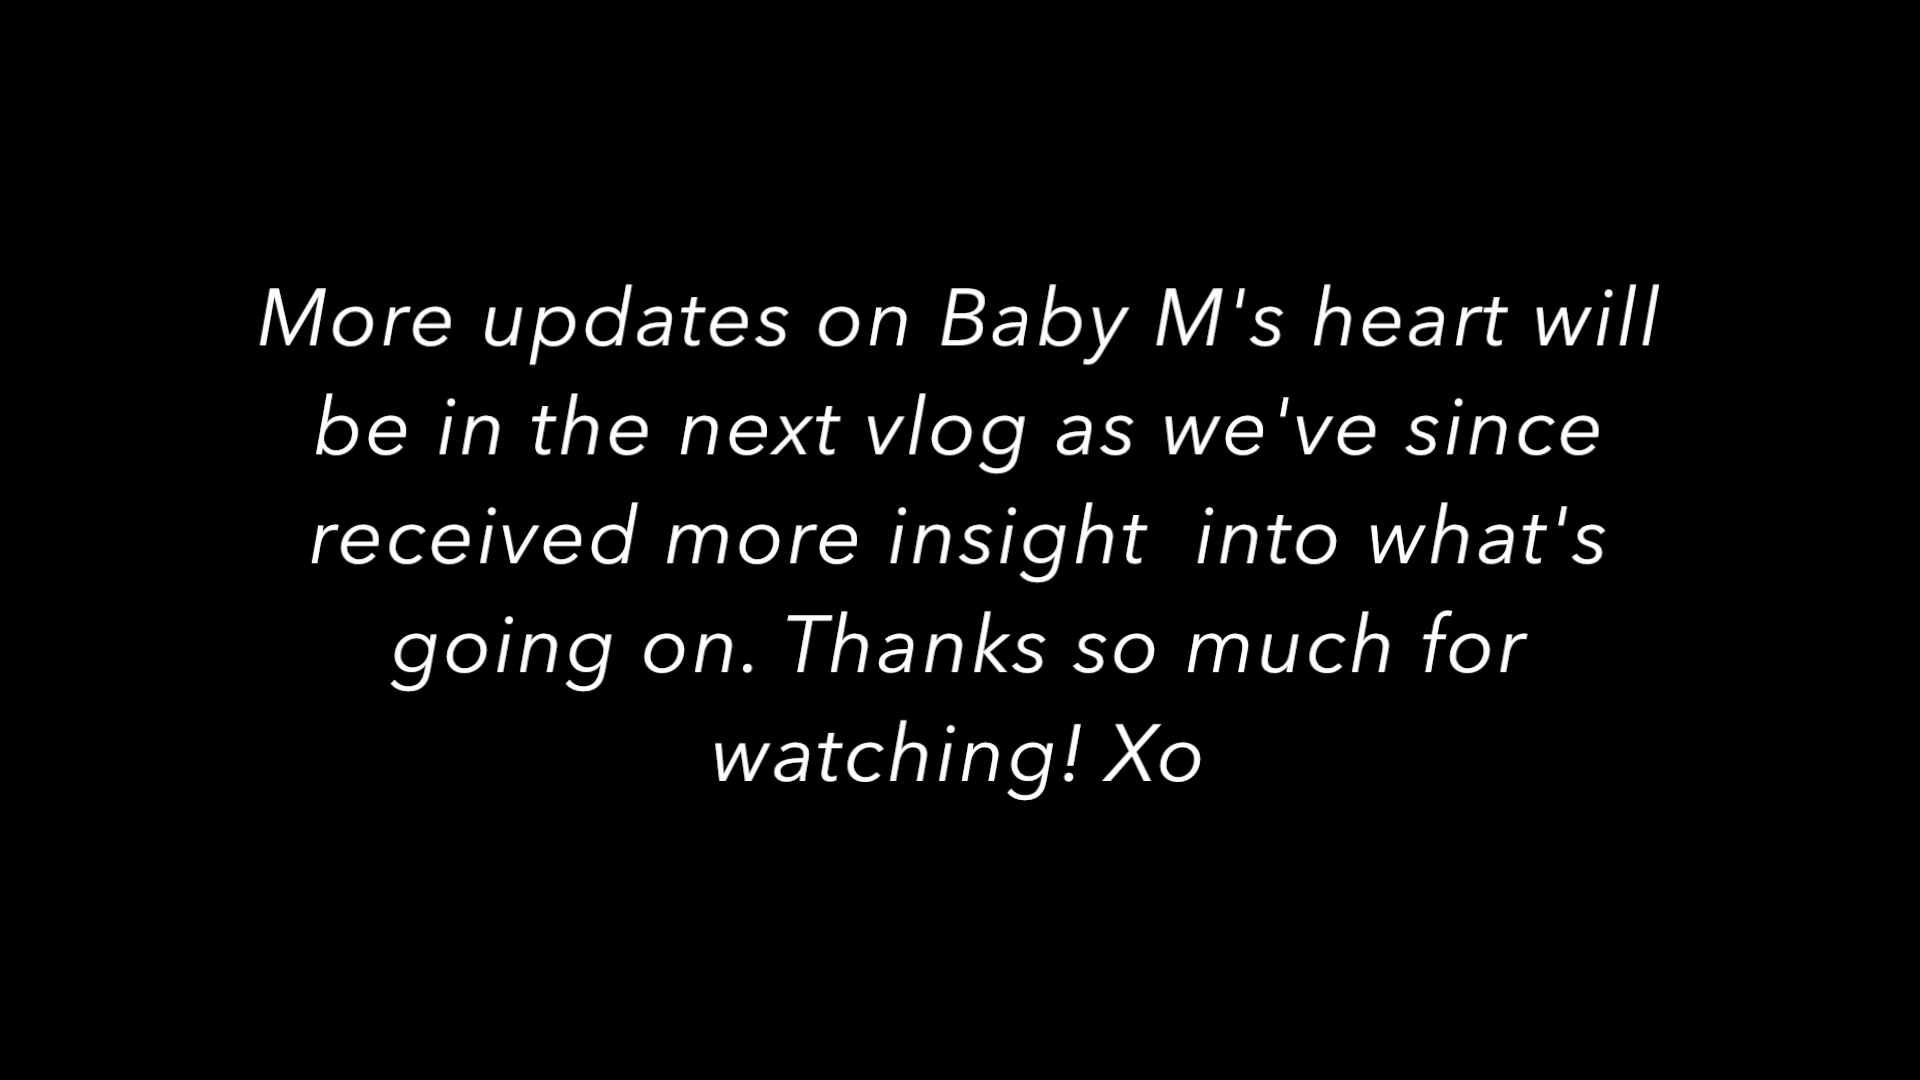 More updates on Baby M's heart will
be in the next vlog as we've since
received more insight  into what's
going on. Thanks so much for
watching! Xo